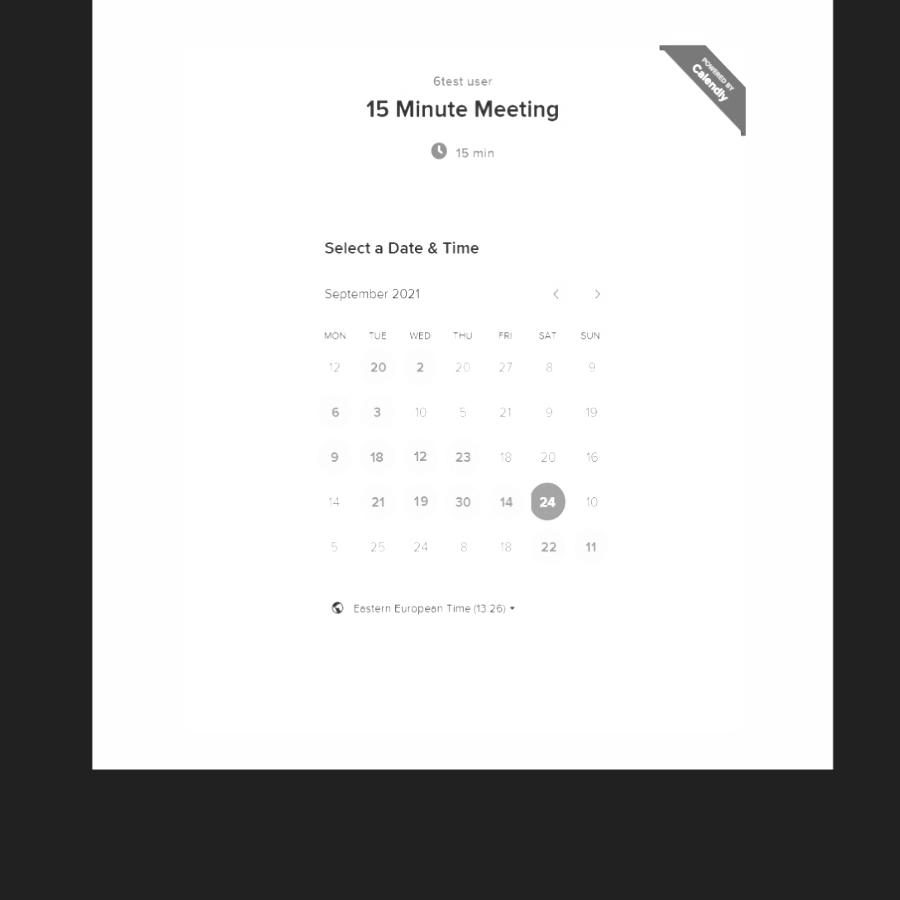 POWERED BY
Calendly
6test user
15 Minute Meeting
15 min
Select a Date & Time
September 2021
MON TUE WED THU FRI SAT SUN
12 20 2 20 27 8 9
6 3 10 5 21 9 19
9 18 12 23 18 20 16
14 21 19 30 14 24 10
5 25 24 8 18 22 11
Eastern European Time (13:26)